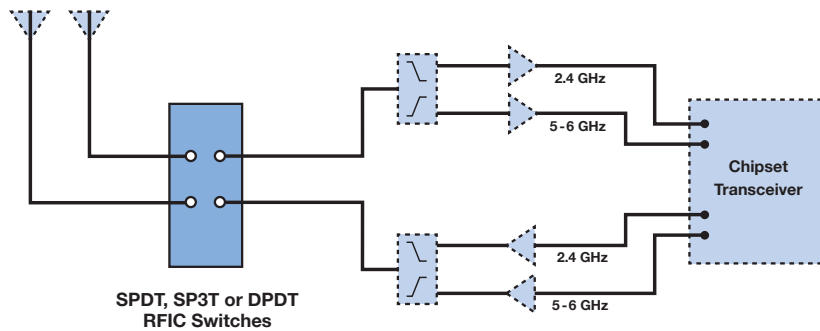 2.4 GHz
5-6 GHz
Chipset
Transceiver
2.4 GHz
5-6 GHz
SPDT, SP3T or DPDT
RFIC Switches